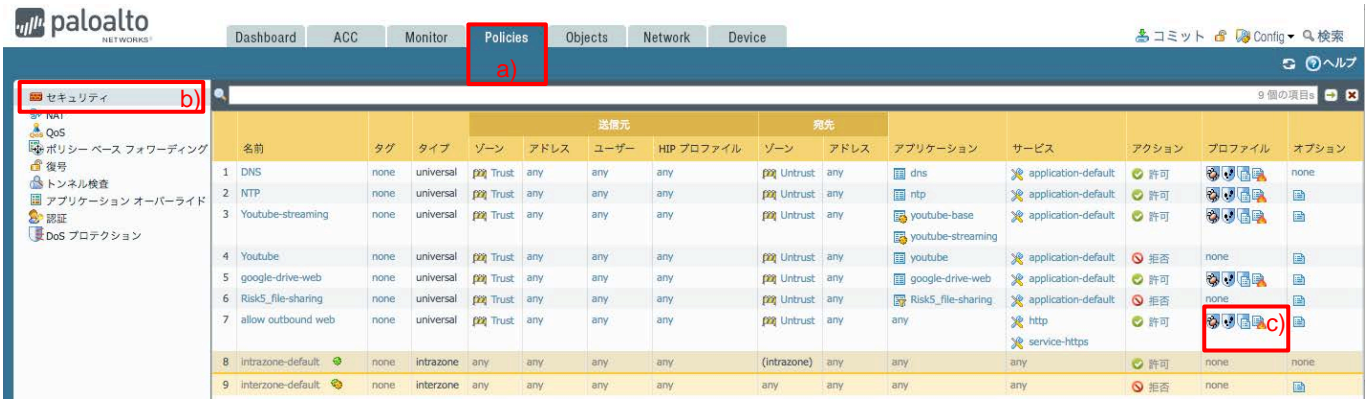 paloalto
NETWORKS
Dashboard ACC Monitor Policies Objects Network Device
コミット Config 検索
a)
ヘルプ
セキュリティ b)
9 個の項目s
NAT
QoS
ポリシー ベース フォワーディング
復号
トンネル検査
アプリケーション オーバーライド
認証
DoS プロテクション
送信元 宛先
名前 タグ タイプ ゾーン アドレス ユーザー HIP プロファイル ゾーン アドレス アプリケーション サービス アクション プロファイル オプション
1 DNS none universal Trust any any any Untrust any dns application-default 許可 none
2 NTP none universal Trust any any any Untrust any ntp application-default 許可
3 Youtube-streaming none universal Trust any any any Untrust any youtube-base application-default 許可
youtube-streaming
4 Youtube none universal Trust any any any Untrust any youtube application-default 拒否 none
5 google-drive-web none universal Trust any any any Untrust any google-drive-web application-default 許可
6 Risk5_file-sharing none universal Trust any any any Untrust any Risk5_file-sharing application-default 拒否 none
7 allow outbound web none universal Trust any any any Untrust any any http 許可 c)
service-https
8 intrazone-default none intrazone any any any any (intrazone) any any any 許可 none none
9 interzone-default none interzone any any any any any any any any 拒否 none